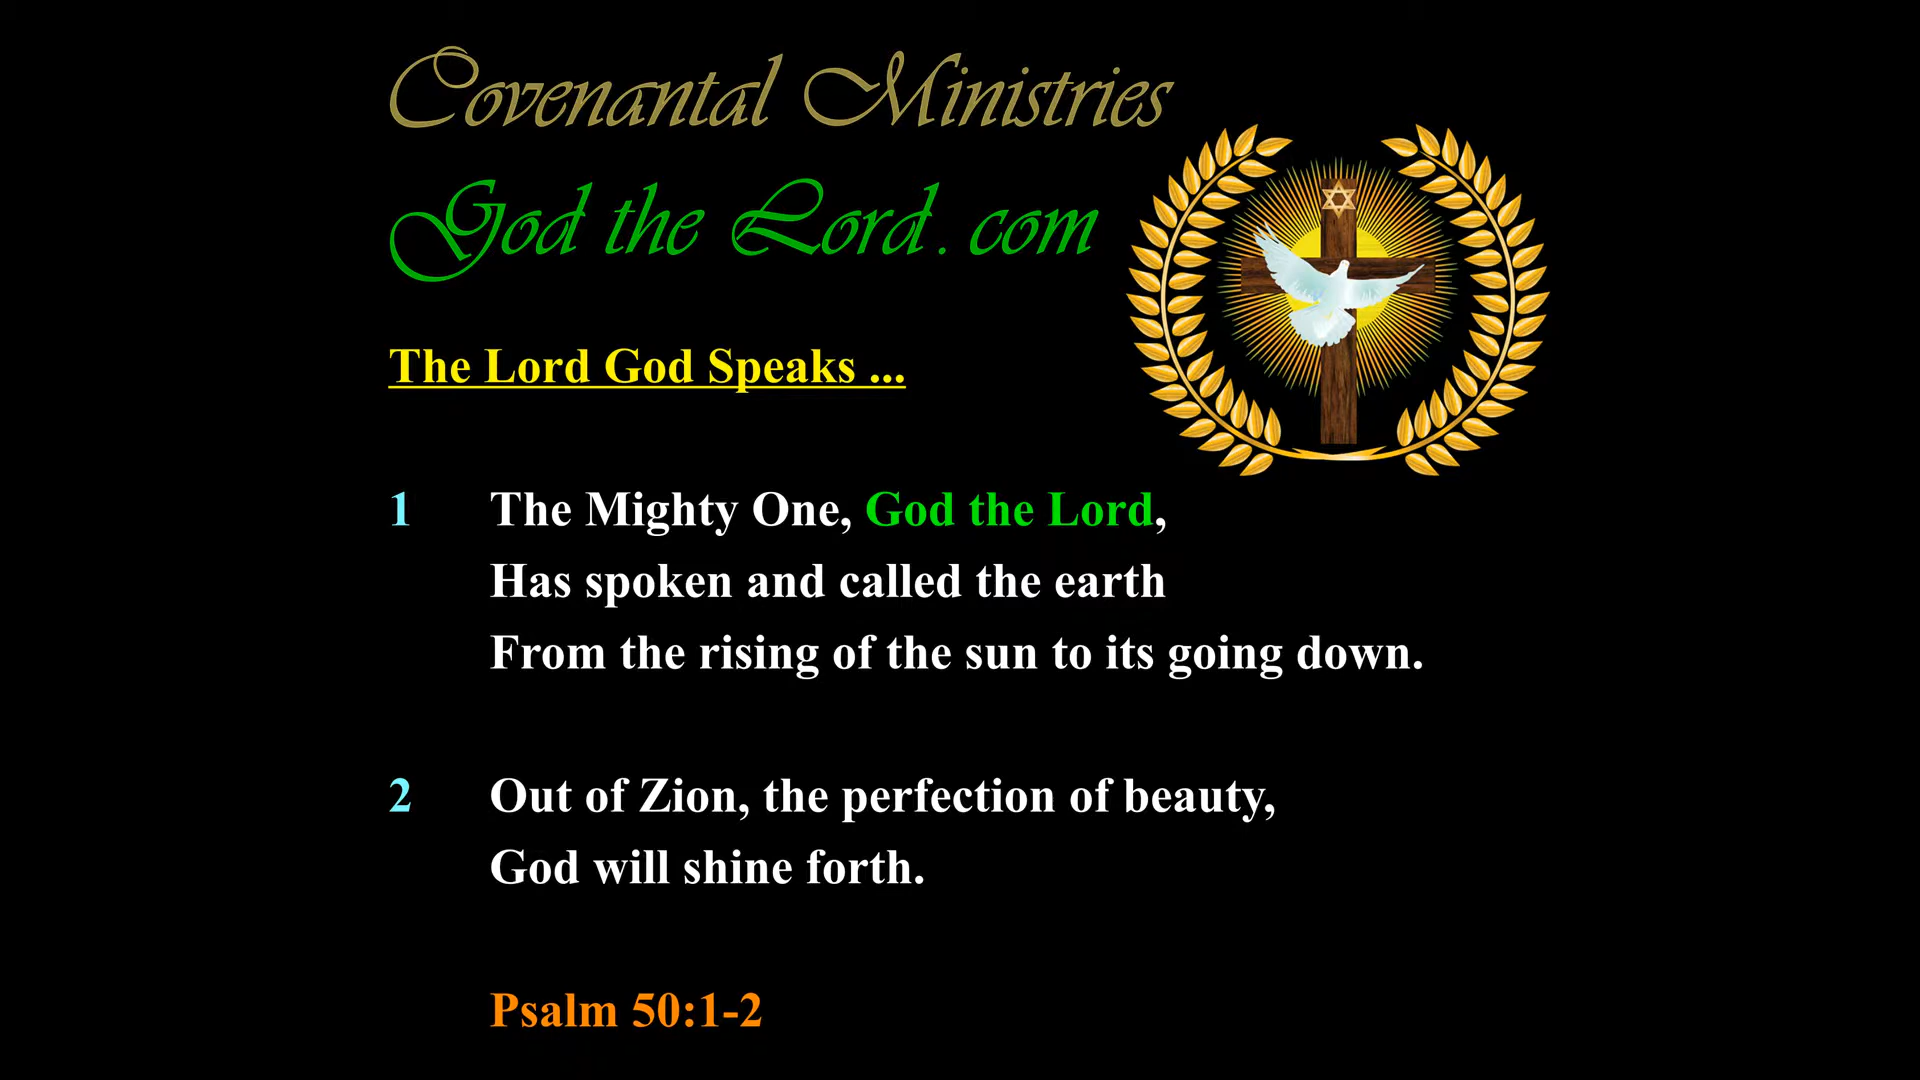 Covenantal Ministries
God the Lord.com
The Lord God Speaks ...
1 The Mighty One, God the Lord,
Has spoken and called the earth
From the rising of the sun to its going down.
2 Out of Zion, the perfection of beauty,
God will shine forth.
Psalm 50:1-2